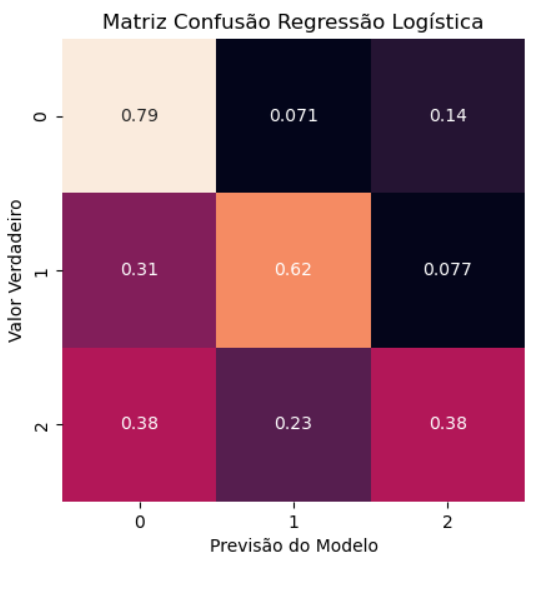 Matriz Confusão Regressão Logística
0 0.79 0.071 0.14
Valor Verdadeiro
1 0.31 0.62 0.077
2 0.38 0.23 0.38
0 1 2
Previsão do Modelo